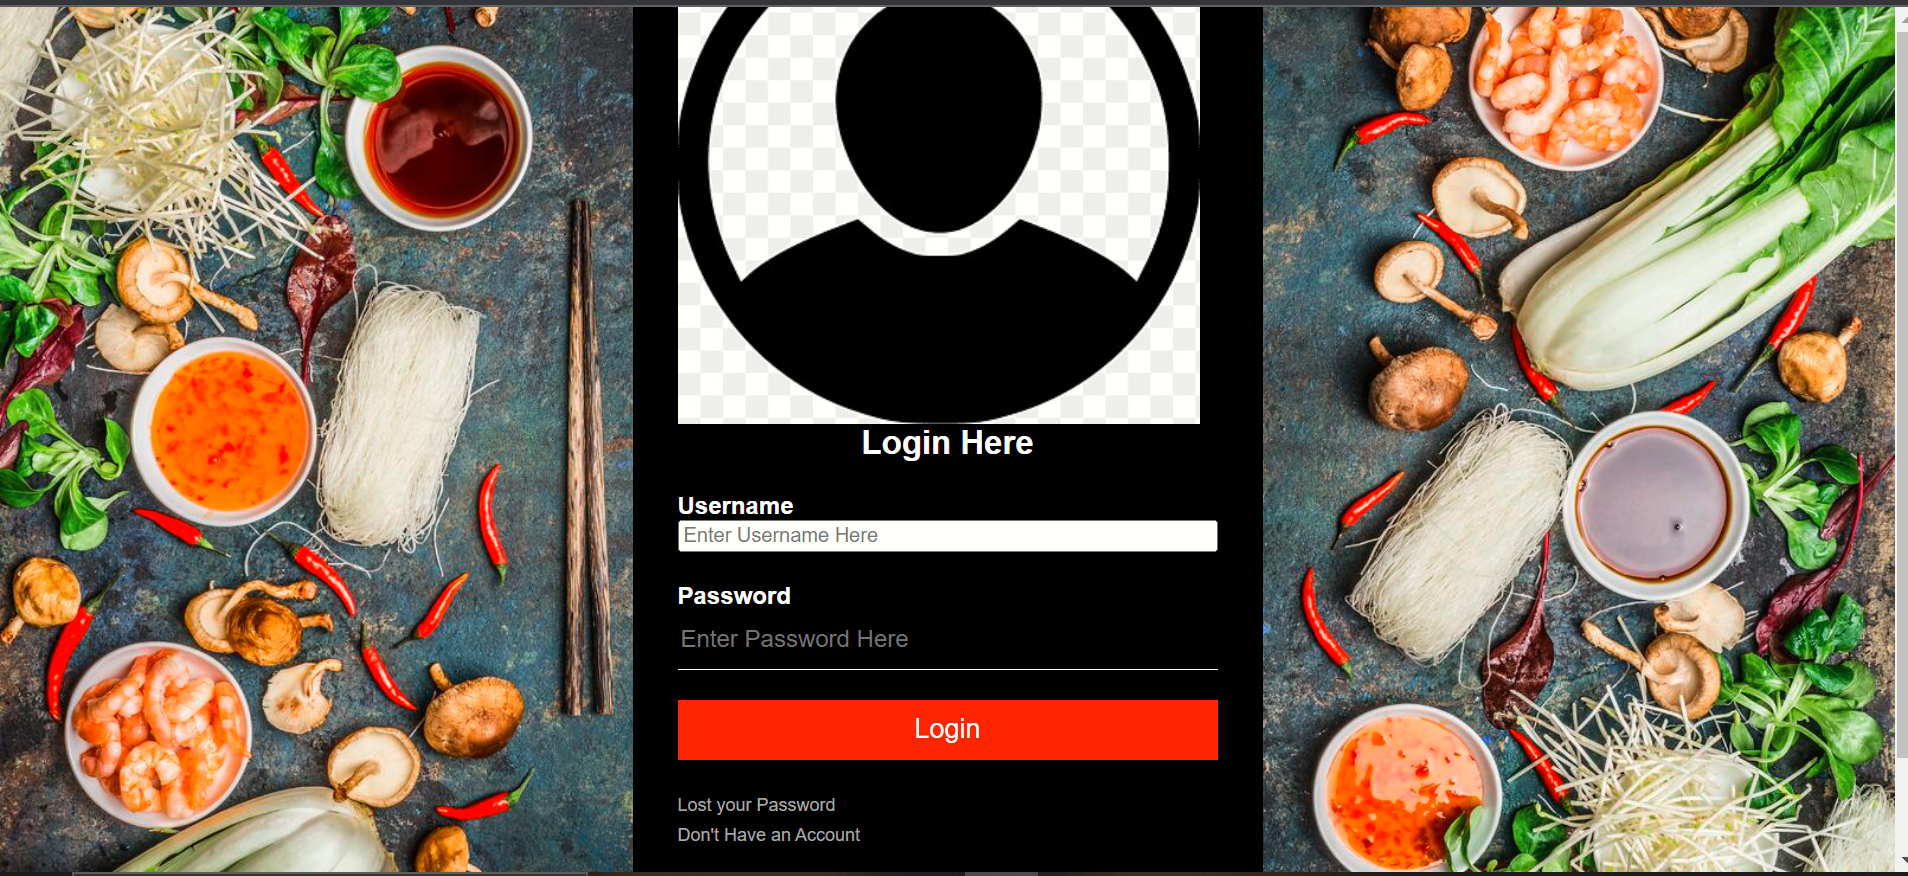 Login Here
Username
Enter Username Here
Password
Enter Password Here
Login
Lost your Password
Don't Have an Account